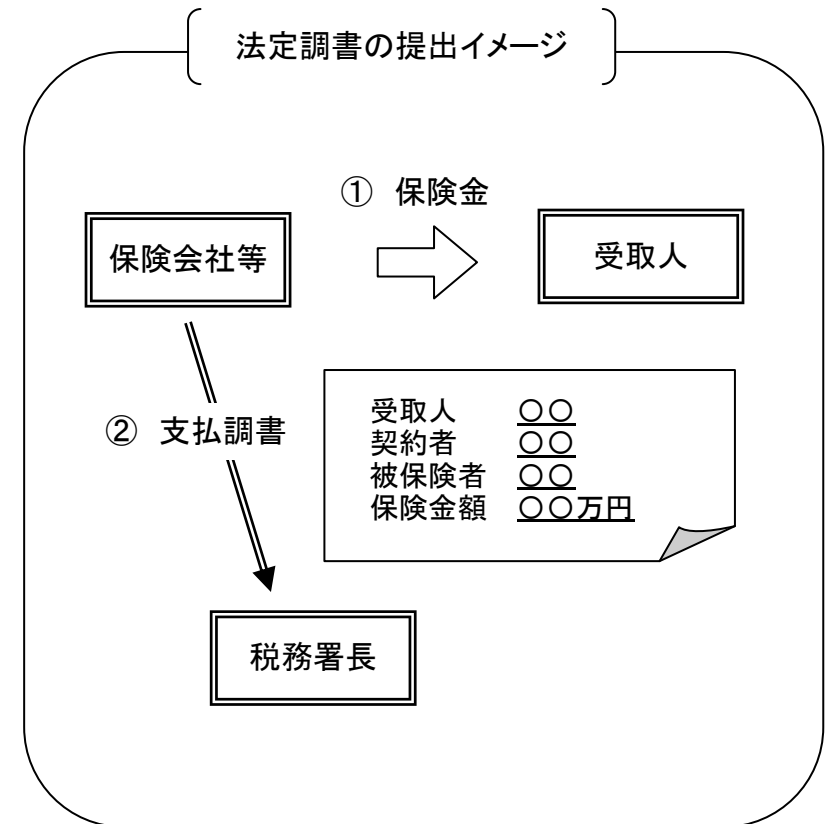 法定調書の提出イメージ
① 保険金
保険会社等
受取人
② 支払調書
受取人 ○○
契約者 ○○
被保険者 ○○
保険金額 ○○万円
税務署長